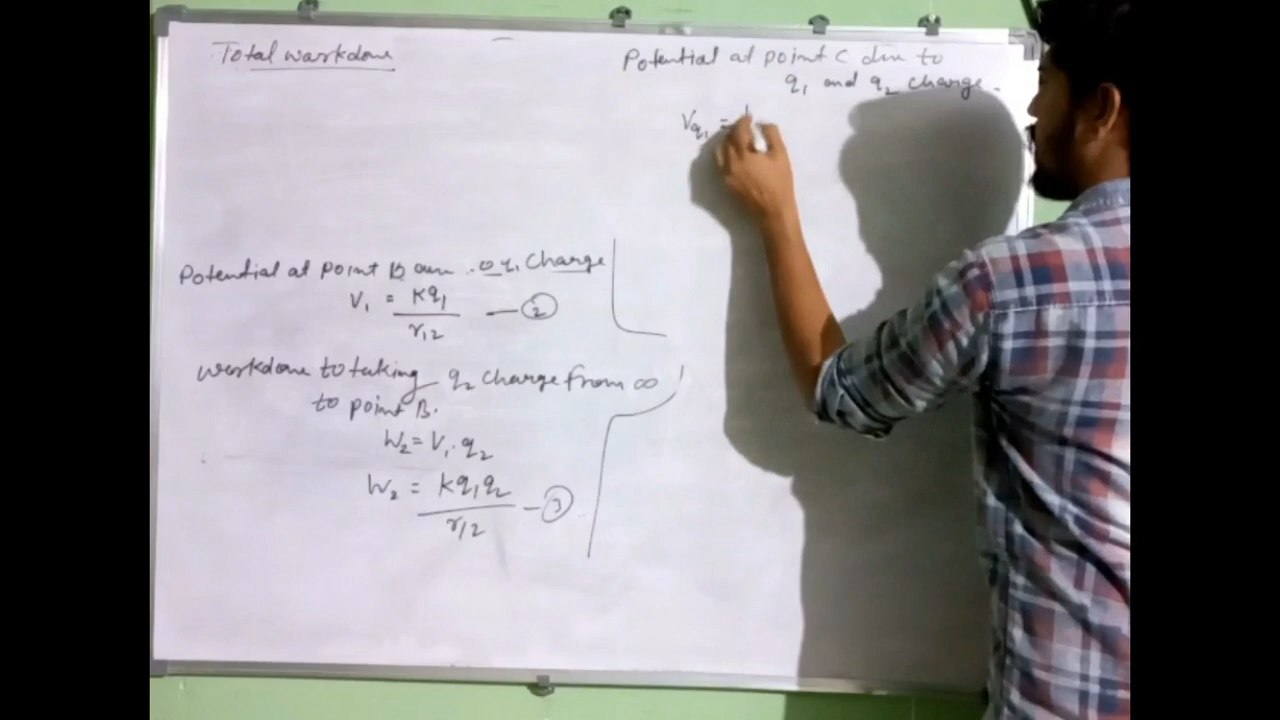 Total workdone
Potential at point B due to q₁ charge
V₁ = Kq₁ / r₁₂ — ②
workdone to taking q₂ charge from ∞
to point B.
W₂ = V₁ · q₂
W₂ = Kq₁q₂ / r₁₂ — ③
Potential at point C due to
q₁ and q₂ charge.
Vq₁ =